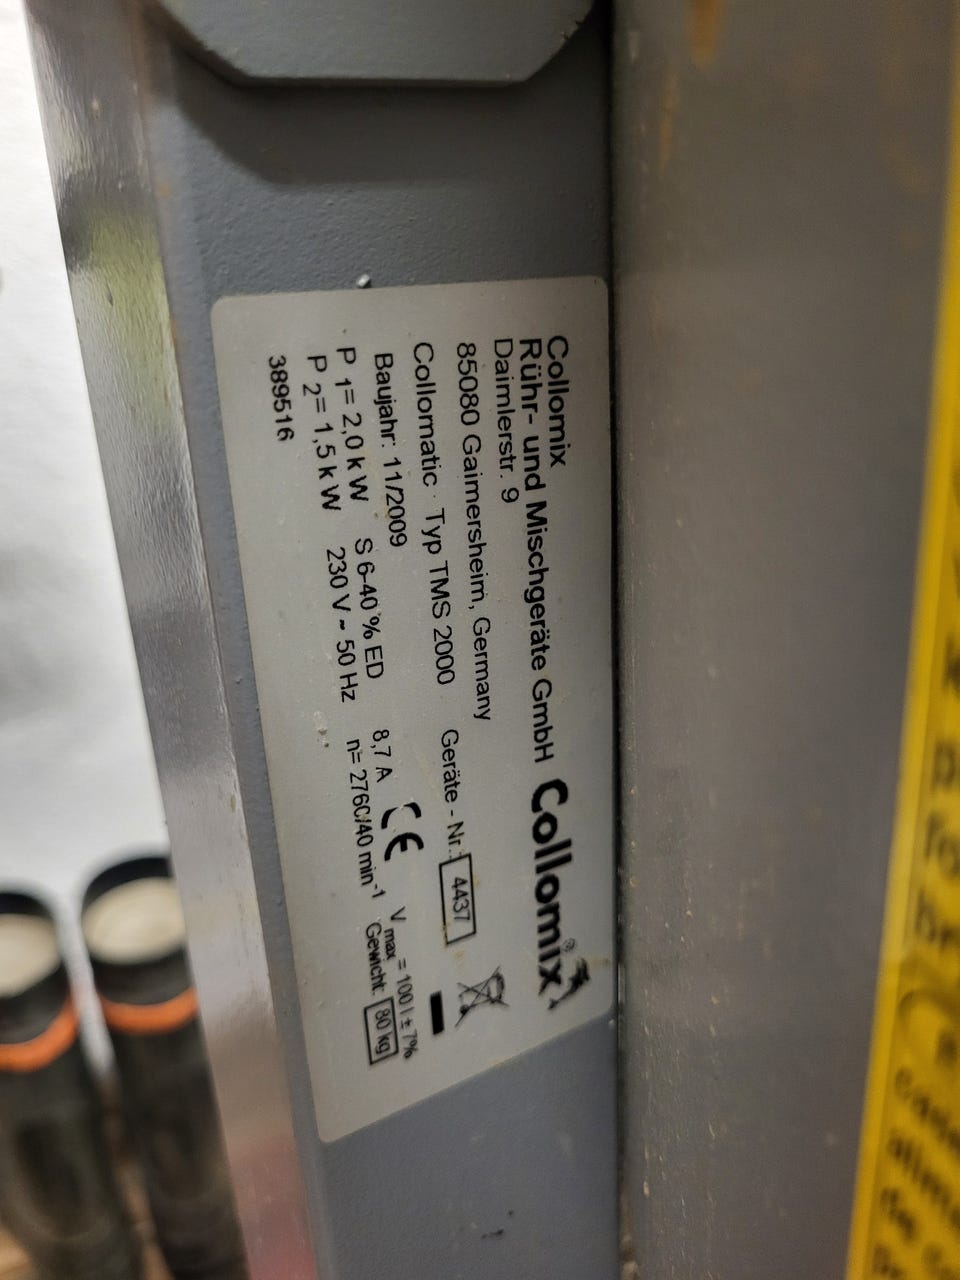 Collomix
Rühr- und Mischgeräte GmbH Collomix®
Daimlerstr. 9
85080 Gaimersheim, Germany
Collomatic · Typ TMS 2000 Geräte - Nr.: 4437
Baujahr: 11/2009
P 1= 2,0 kW S 6-40 % ED 8,7 A CE V max = 100 l ± 7%
P 2= 1,5 kW 230 V ~ 50 Hz n= 2760/40 min-1 Gewicht: 80 kg
389516